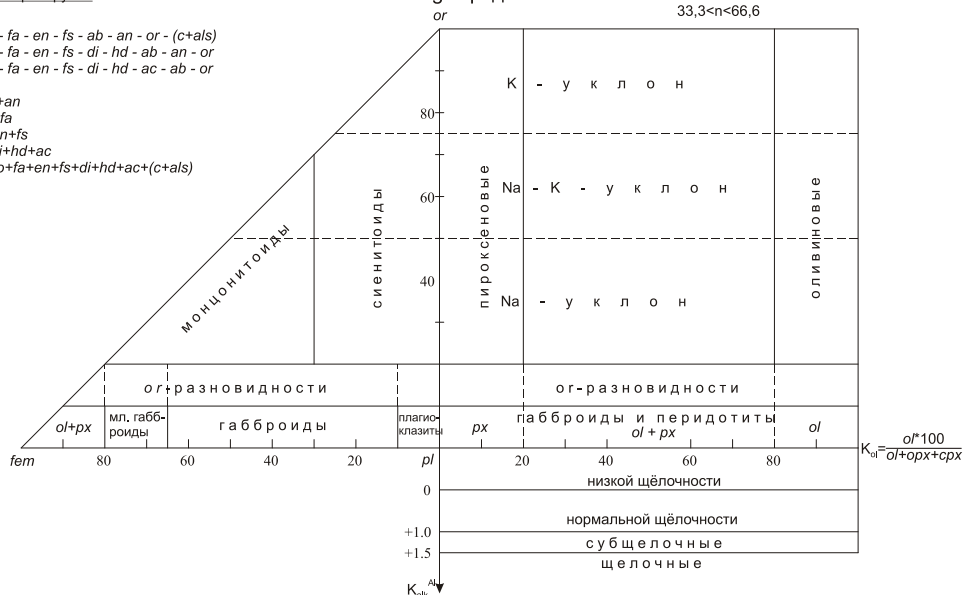 or
33,3<n<66,6
- fa - en - fs - ab - an - or - (c+als)
- fa - en - fs - di - hd - ab - an - or
- fa - en - fs - di - hd - ac - ab - or
+an
fa
n+fs
i+hd+ac
o+fa+en+fs+di+hd+ac+(c+als)
80
60
40
K - уклон
Na - K - уклон
Na - уклон
монцонитоиды
сиенитоиды
пироксеновые
оливиновые
or-разновидности
or-разновидности
ol+px
мл. габб-
роиды
габброиды
плагио-
клазиты
px
габброиды и перидотиты
ol + px
ol
fem
80
60
40
20
pl
20
40
60
80
Kol=ol*100
ol+opx+cpx
0
+1.0
+1.5
низкой щёлочности
нормальной щёлочности
субщелочные
щелочные